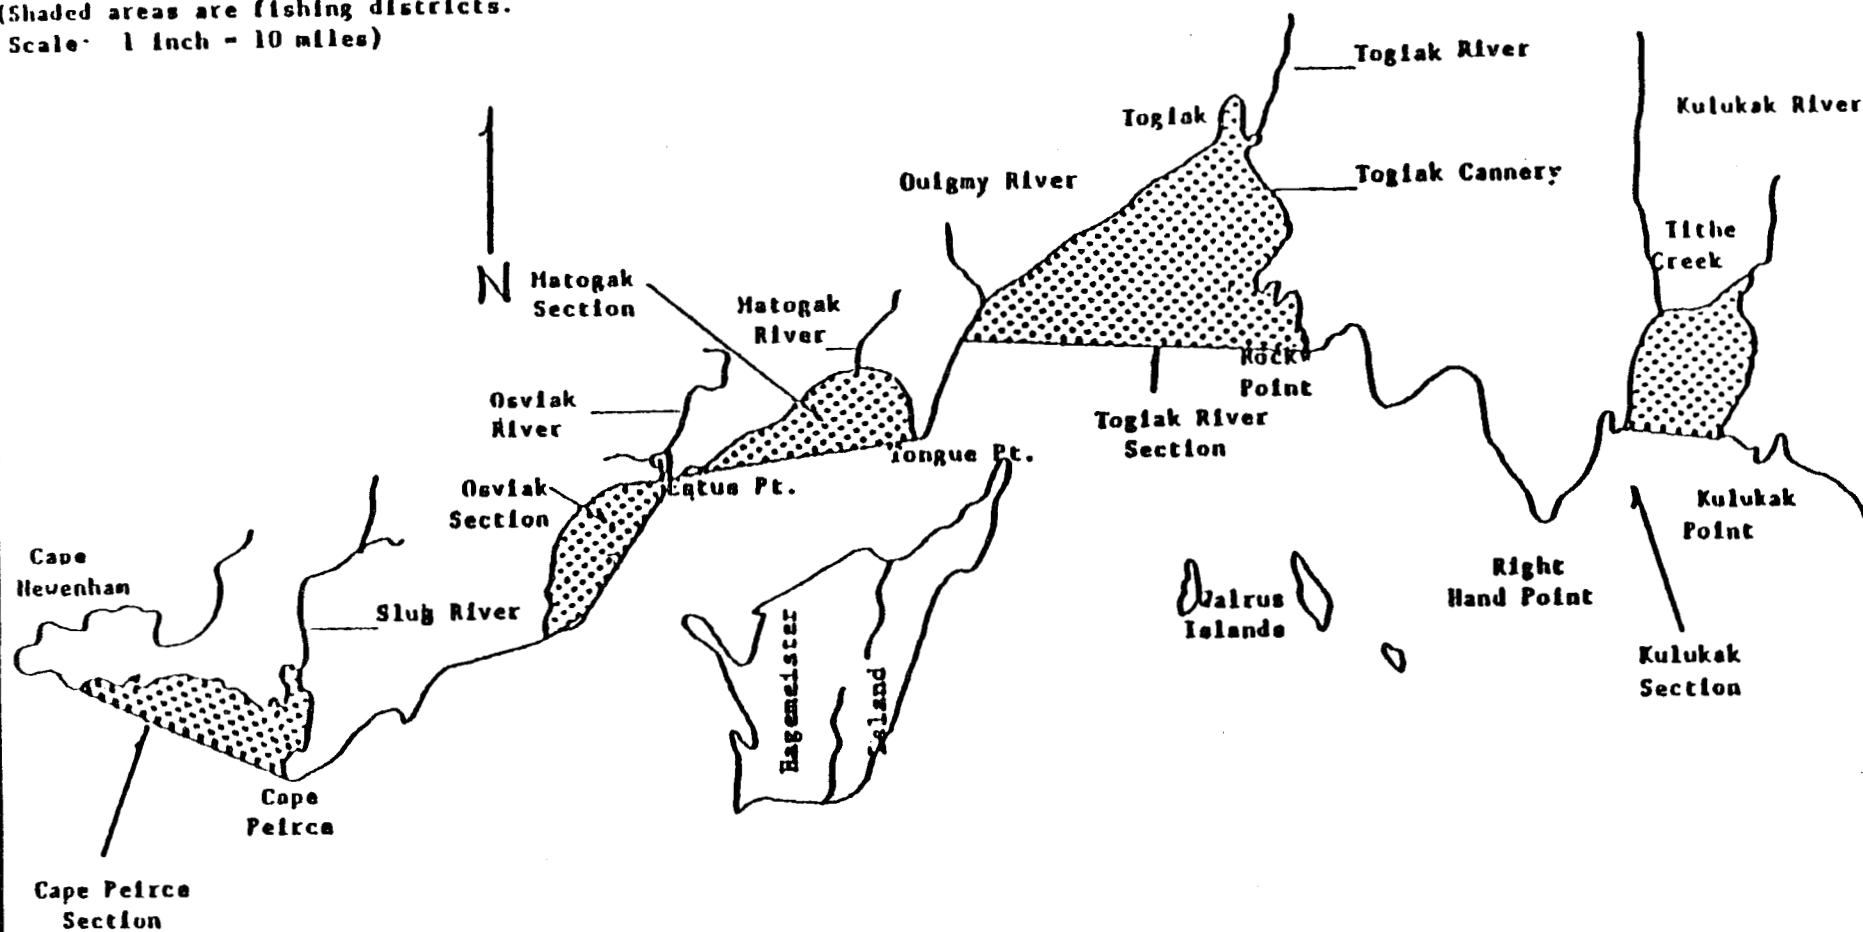 (Shaded areas are fishing districts.
Scale: 1 inch = 10 miles)
N
Togiak River
Togiak
Kulukak River
Togiak Cannery
Ouigmy River
Tithe
Creek
Matogak
Section
Matogak
River
Rock
Point
Togiak River
Section
Osviak
River
Tongue Pt.
Osviak
Section
Estus Pt.
Kulukak
Point
Cape
Newenham
Slug River
Right
Hand Point
Walrus
Islands
Hagemeister
Island
Kulukak
Section
Cape
Peirce
Cape Peirce
Section